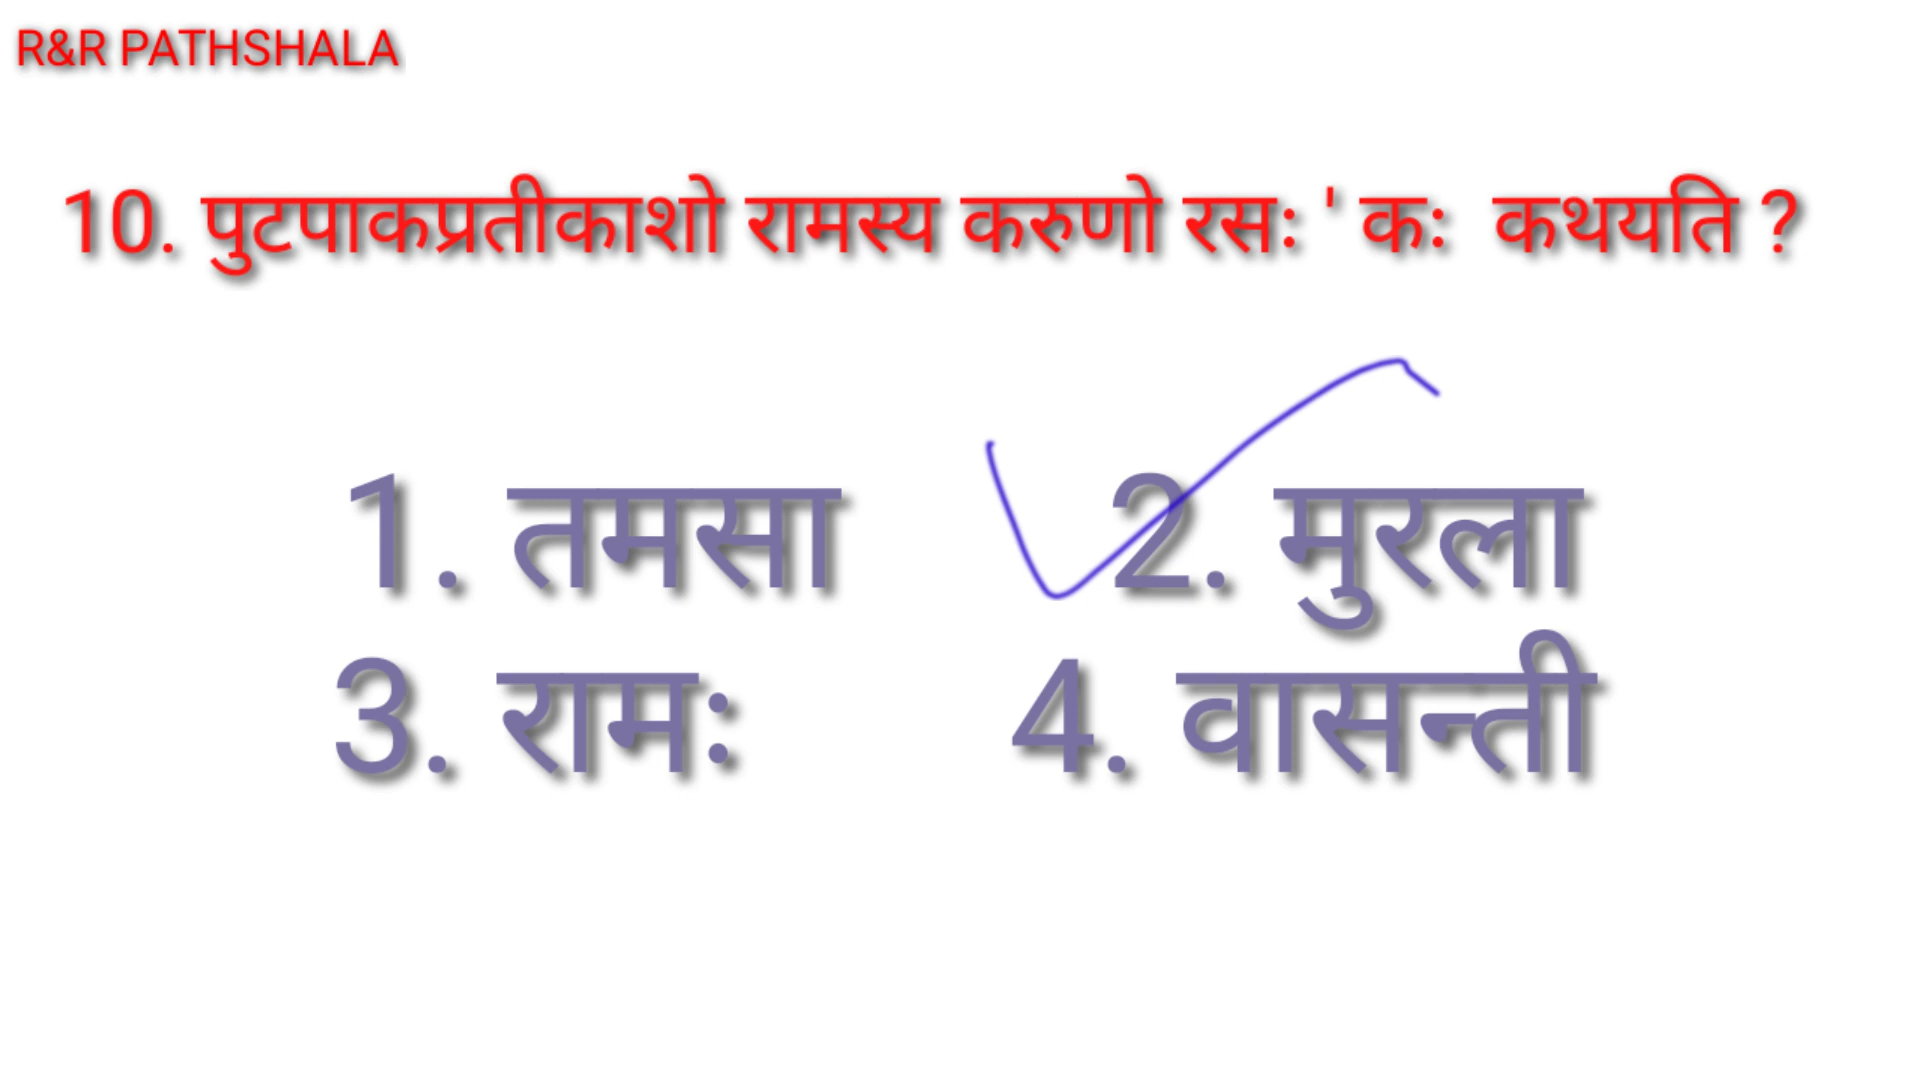 R&R PATHSHALA
10. पुटपाकप्रतीकाशो रामस्य करुणो रसः ' कः कथयति ?
1. तमसा 2. मुरला
3. रामः 4. वासन्ती